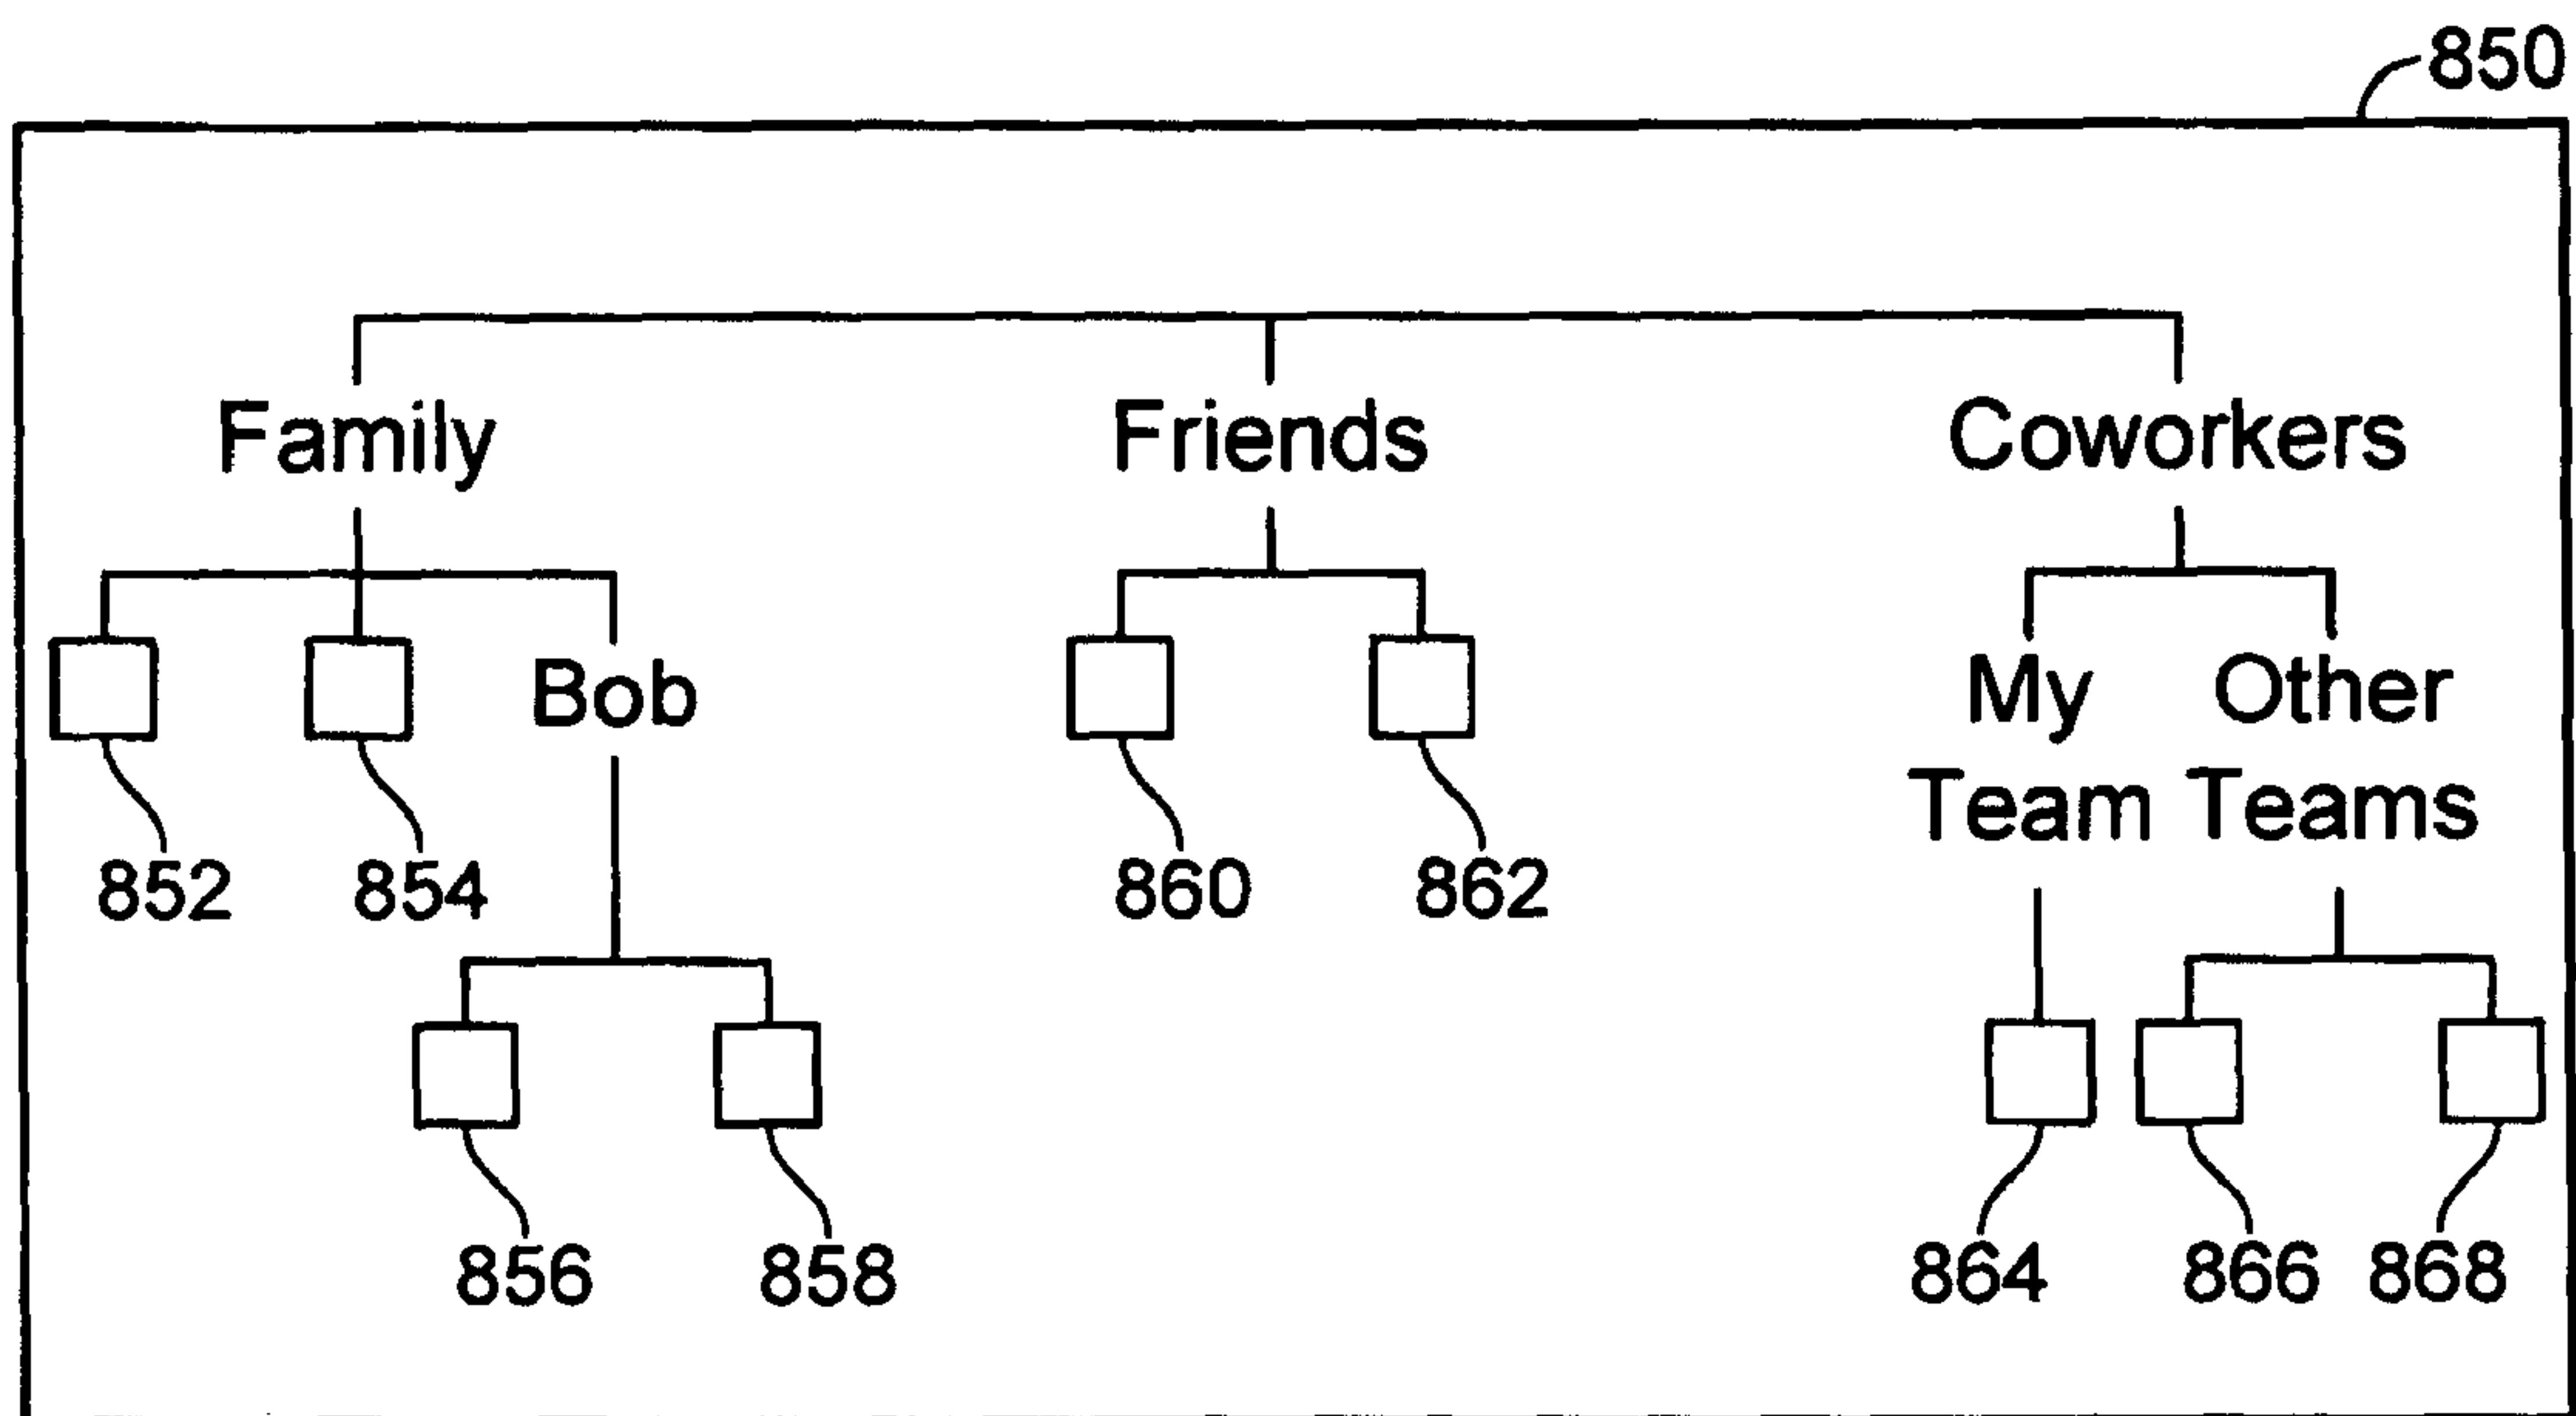 850
Family Friends Coworkers
Bob My Other
Team Teams
852 854 860 862
856 858 864 866 868